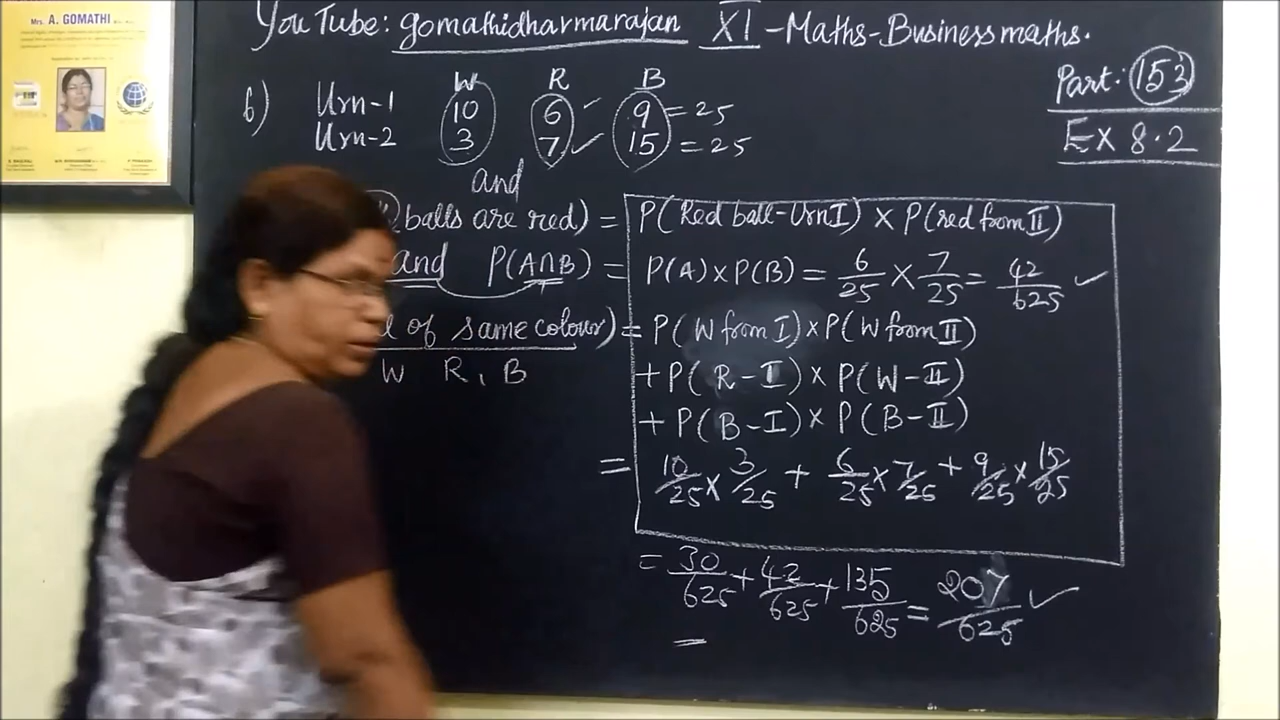 Mrs. A. GOMATHI
YouTube: gomathidharmarajan XI -Maths-Business maths.
Part: 153
Ex 8.2
W R B
6) Urn-1 10 6 9 = 25
Urn-2 3 7 15 = 25
and
balls are red) = P(Red ball-Urn I) × P(red from II)
and P(A∩B) = P(A)×P(B) = 6/25 × 7/25 = 42/625
of same colour) = P(W from I) × P(W from II)
W R, B + P(R-I) × P(W-II)
+ P(B-I) × P(B-II)
= 10/25 × 3/25 + 6/25 × 7/25 + 9/25 × 15/25
= 30/625 + 42/625 + 135/625 = 207/625
=